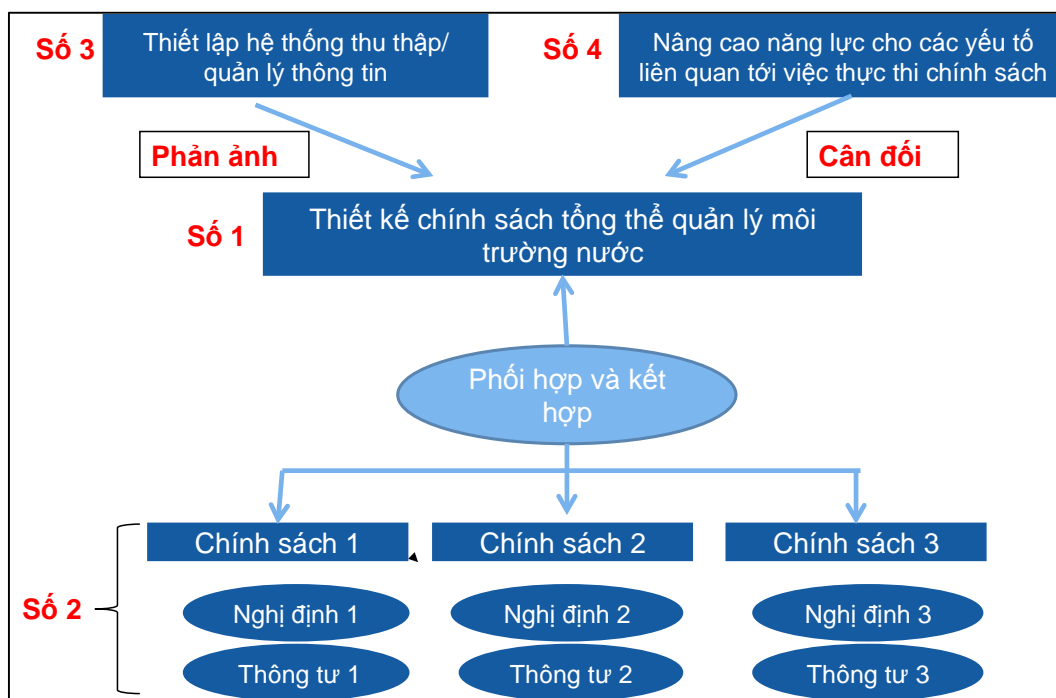 Số 3
Thiết lập hệ thống thu thập/
quản lý thông tin
Số 4
Nâng cao năng lực cho các yếu tố
liên quan tới việc thực thi chính sách
Phản ảnh
Cân đối
Số 1
Thiết kế chính sách tổng thể quản lý môi
trường nước
Phối hợp và kết
hợp
Chính sách 1
Chính sách 2
Chính sách 3
Số 2
Nghị định 1
Nghị định 2
Nghị định 3
Thông tư 1
Thông tư 2
Thông tư 3